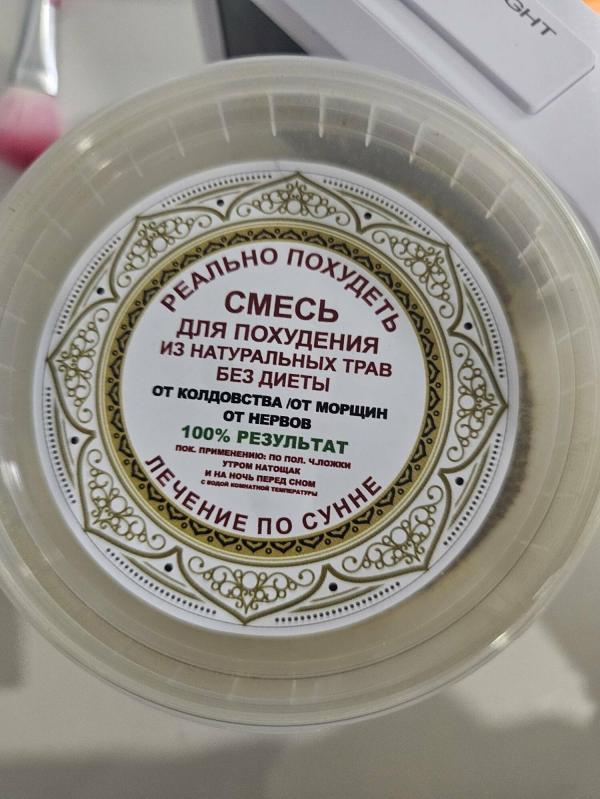 GHT
РЕАЛЬНО ПОХУДЕТЬ
СМЕСЬ
ДЛЯ ПОХУДЕНИЯ
ИЗ НАТУРАЛЬНЫХ ТРАВ
БЕЗ ДИЕТЫ
ОТ КОЛДОВСТВА /ОТ МОРЩИН
ОТ НЕРВОВ
100% РЕЗУЛЬТАТ
ПОК. ПРИМЕНЕНИЮ: ПО ПОЛ. Ч.ЛОЖКИ
УТРОМ НАТОЩАК
И НА НОЧЬ ПЕРЕД СНОМ
С ВОДОЙ КОМНАТНОЙ ТЕМПЕРАТУРЫ
ЛЕЧЕНИЕ ПО СУННЕ